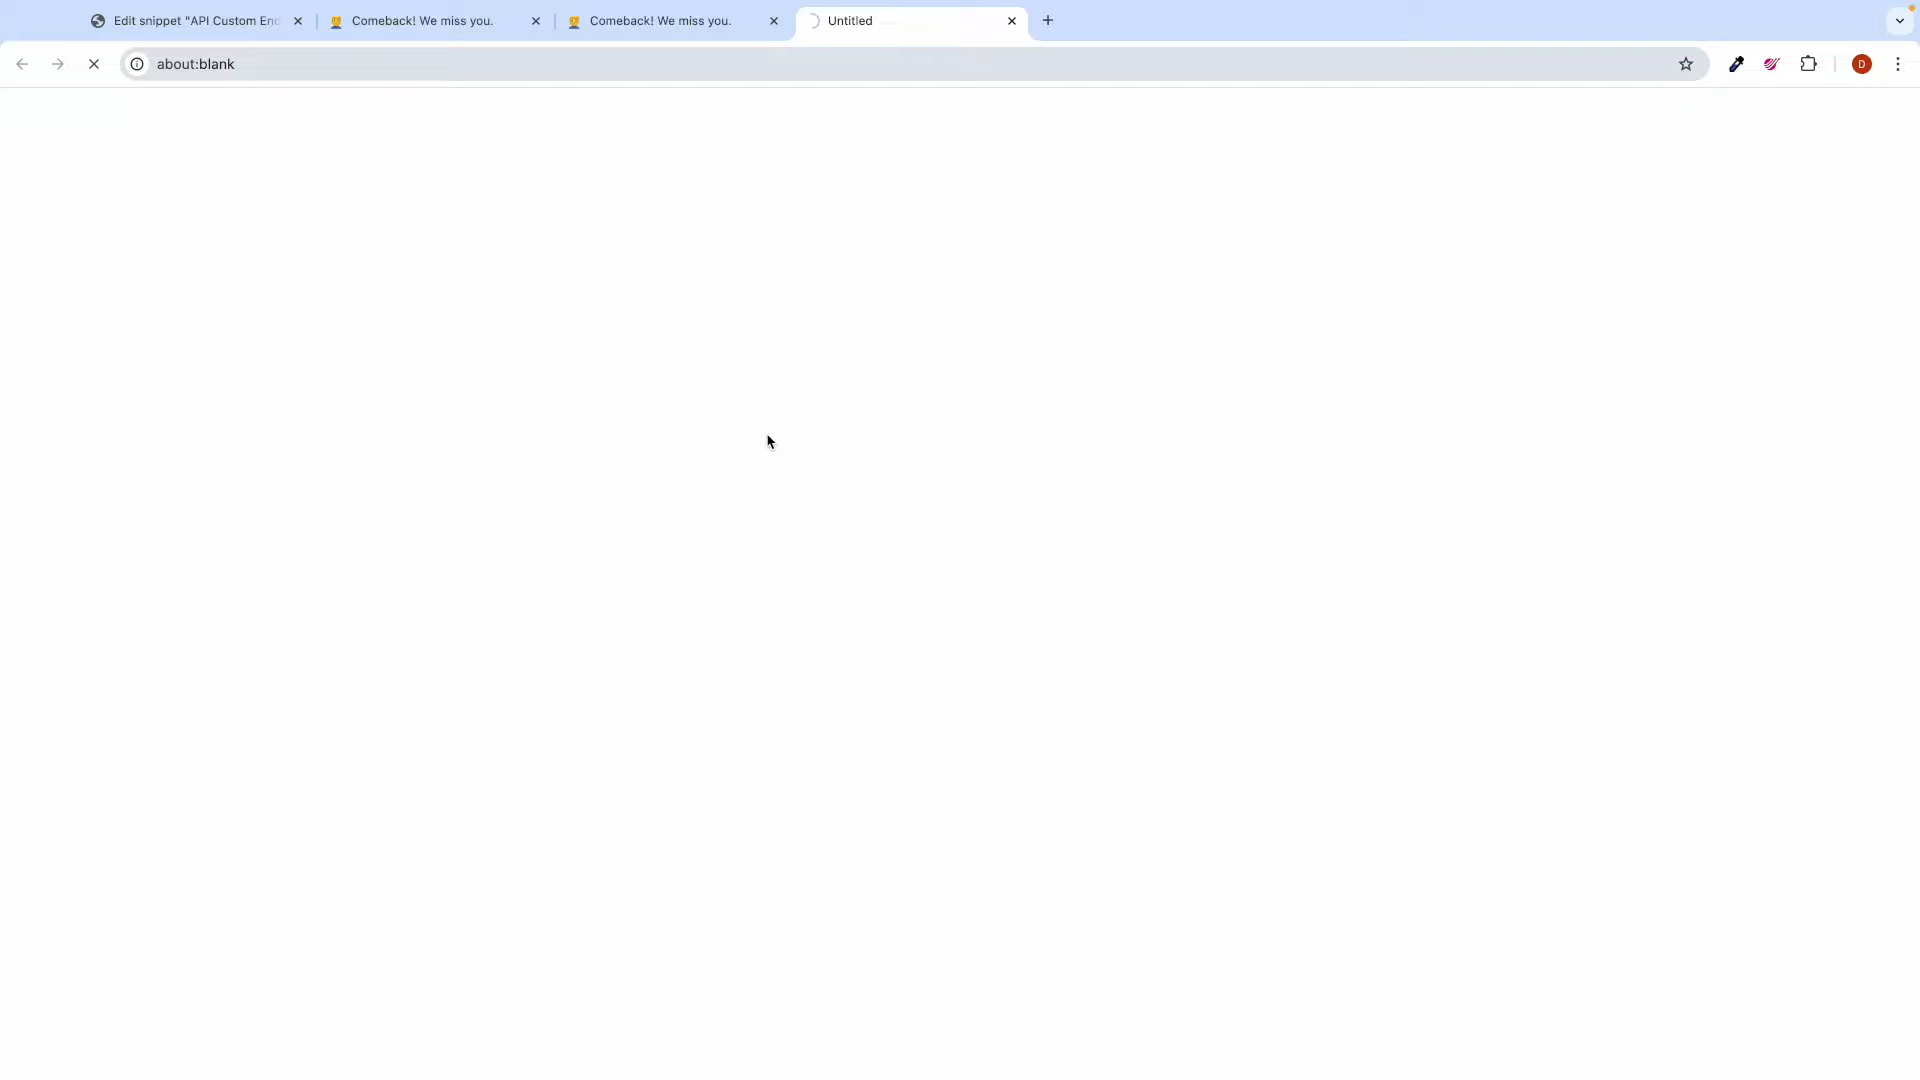 Edit snippet "API Custom End
Comeback! We miss you.
Comeback! We miss you.
Untitled
about:blank
D